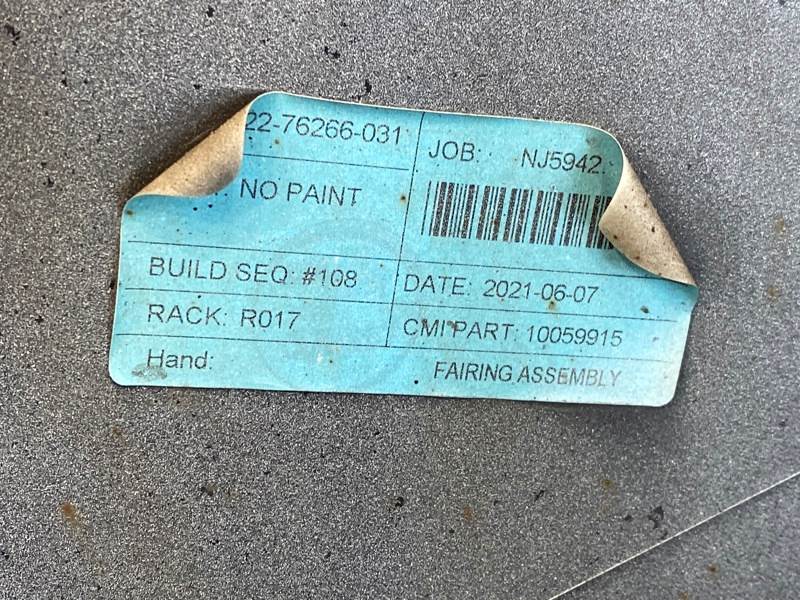 22-76266-031
NO PAINT
JOB: NJ5942
BUILD SEQ: #108
DATE: 2021-06-07
RACK: R017
CMI PART: 10059915
Hand:
FAIRING ASSEMBLY